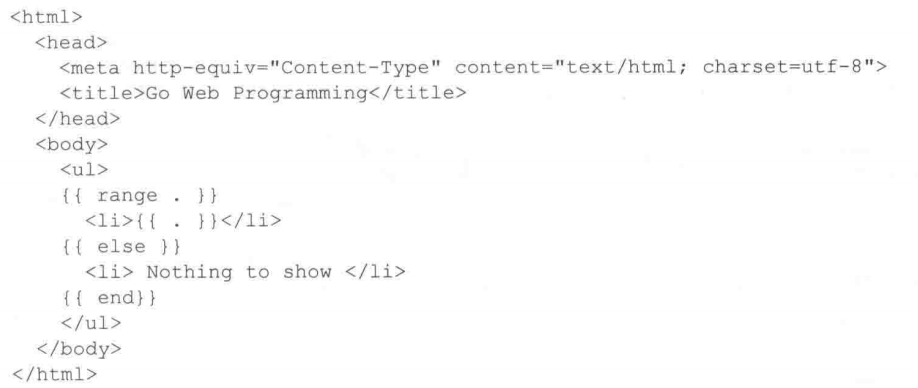 <html>
  <head>
    <meta http-equiv="Content-Type" content="text/html; charset=utf-8">
    <title>Go Web Programming</title>
  </head>
  <body>
    <ul>
    {{ range . }}
      <li>{{ . }}</li>
    {{ else }}
      <li> Nothing to show </li>
    {{ end}}
    </ul>
  </body>
</html>